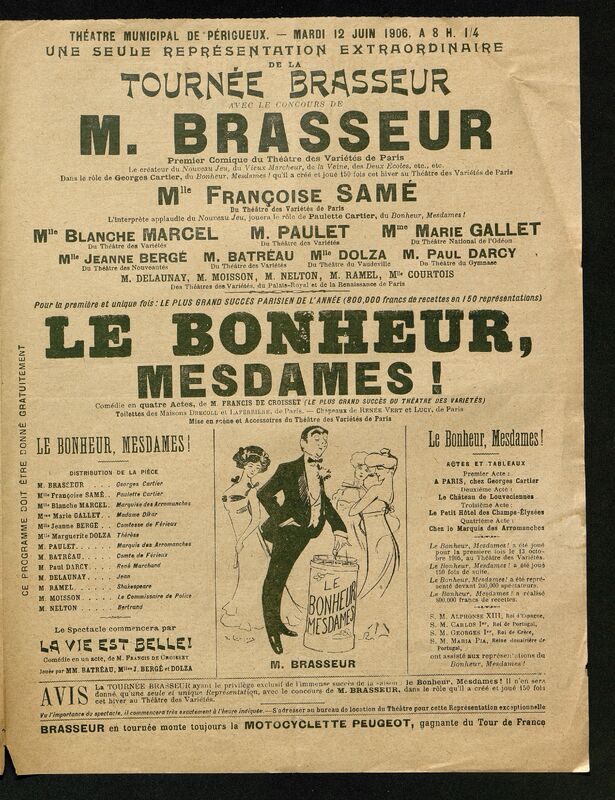 THÉATRE MUNICIPAL DE PÉRIGUEUX. — MARDI 12 JUIN 1906. A 8 H. 1/4
UNE SEULE REPRÉSENTATION EXTRAORDINAIRE
DE LA
TOURNÉE BRASSEUR
AVEC LE CONCOURS DE
M. BRASSEUR
Premier Comique du Théâtre des Variétés de Paris
Le créateur du Nouveau Jeu, du Vieux Marcheur, de la Veine, des Deux Ecoles, etc., etc.
Dans le rôle de Georges Cartier, du Bonheur, Mesdames! qu'il a créé et joué 150 fois cet hiver au Théâtre des Variétés de Paris
Mlle FRANÇOISE SAMÉ
Du Théâtre des Variétés de Paris
L'interprète applaudie du Nouveau Jeu, jouera le rôle de Paulette Cartier, du Bonheur, Mesdames!
Mlle BLANCHE MARCEL M. PAULET Mme MARIE GALLET
Du Théâtre des Variétés Du Théâtre des Variétés Du Théâtre National de l'Odéon
Mlle JEANNE BERGÉ M. BATRÉAU Mlle DOLZA M. PAUL DARCY
Du Théâtre des Nouveautés Du Théâtre des Variétés Du Théâtre du Vaudeville Du Théâtre du Gymnase
M. DELAUNAY, M. MOISSON, M. NELTON, M. RAMEL, Mlle COURTOIS
Des Théâtres des Variétés, du Palais-Royal et de la Renaissance de Paris
Pour la première et unique fois : LE PLUS GRAND SUCCÈS PARISIEN DE L'ANNÉE (800,000 francs de recettes en 150 représentations)
LE BONHEUR,
MESDAMES !
Comédie en quatre Actes, de M. FRANCIS DE CROISSET (LE PLUS GRAND SUCCÈS DU THÉATRE DES VARIÉTÉS)
Toilettes des Maisons DRECOLL et LAFERRIÈRE, de Paris. — Chapeaux de RENÉE VERT et LUCY, de Paris
Mise en scène et Accessoires du Théâtre des Variétés de Paris
CE PROGRAMME DOIT ÊTRE DONNÉ GRATUITEMENT
LE BONHEUR, MESDAMES!
DISTRIBUTION DE LA PIÈCE
M. BRASSEUR .... Georges Cartier
Mlle Françoise SAMÉ.. Paulette Cartier
Mlle Blanche MARCEL. Marquise des Arromanches
Mme Marie GALLET.. Madame Dikar
Mlle Jeanne BERGÉ... Comtesse de Férieux
Mlle Marguerite DOLZA Thérèse
M. PAULET....... Marquis des Arromanches
M. BATRÉAU...... Comte de Férieux
M. Paul DARCY... René Marchand
M. DELAUNAY..... Jean
M. RAMEL....... Shakespeare
M. MOISSON..... Le Commissaire de Police
M. NELTON...... Bertrand
Le Spectacle commencera par
LA VIE EST BELLE!
Comédie en un acte, de M. FRANCIS DE CROISSET
Jouée par MM. BATRÉAU, Mlles J. BERGÉ et DOLZA
LE
BONHEUR
MESDAMES
M. BRASSEUR
Le Bonheur, Mesdames!
ACTES ET TABLEAUX
Premier Acte :
A PARIS, chez Georges Cartier
Deuxième Acte :
Le Château de Louveciennes
Troisième Acte :
Le Petit Hôtel des Champs-Élysées
Quatrième Acte :
Chez le Marquis des Arromanches
Le Bonheur, Mesdames! a été joué
pour la première fois le 13 octo-
bre 1905, au Théâtre des Variétés.
Le Bonheur, Mesdames! a été joué
150 fois de suite.
Le Bonheur, Mesdames! a été repré-
senté devant 200,000 spectateurs.
Le Bonheur, Mesdames! a réalisé
800,000 francs de recettes.
S. M. ALPHONSE XIII, Roi d'Espagne,
S. M. CARLOS Ier, Roi de Portugal,
S. M. GEORGES Ier, Roi de Grèce,
S. M. MARIA PIA, Reine douairière de
Portugal,
ont assisté aux représentations du
Bonheur, Mesdames!
AVIS La TOURNÉE BRASSEUR ayant le privilège exclusif de l'immense succès de la saison : le Bonheur, Mesdames! Il n'en sera
donné qu'une seule et unique Représentation, avec le concours de M. BRASSEUR, dans le rôle qu'il a créé et joué 150 fois
cet hiver au Théâtre des Variétés.
Vu l'importance du spectacle, il commencera très exactement à l'heure indiquée. — S'adresser au bureau de location du Théâtre pour cette Représentation exceptionnelle
BRASSEUR en tournée monte toujours la MOTOCYCLETTE PEUGEOT, gagnante du Tour de France